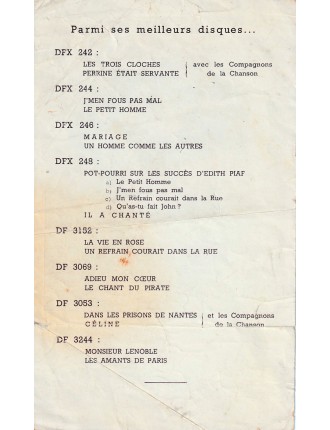 Parmi ses meilleurs disques...
DFX 242 :
LES TROIS CLOCHES
PERRINE ÉTAIT SERVANTE
avec les Compagnons
de la Chanson
DFX 244 :
J'MEN FOUS PAS MAL
LE PETIT HOMME
DFX 246 :
MARIAGE
UN HOMME COMME LES AUTRES
DFX 248 :
POT-POURRI SUR LES SUCCÈS D'EDITH PIAF
a) Le Petit Homme
b) J'men fous pas mal
c) Un Refrain courait dans la Rue
d) Qu'as-tu fait John ?
IL A CHANTÉ
DF 3152 :
LA VIE EN ROSE
UN REFRAIN COURAIT DANS LA RUE
DF 3069 :
ADIEU MON CŒUR
LE CHANT DU PIRATE
DF 3053 :
DANS LES PRISONS DE NANTES
CÉLINE
et les Compagnons
de la Chanson
DF 3244 :
MONSIEUR LENOBLE
LES AMANTS DE PARIS